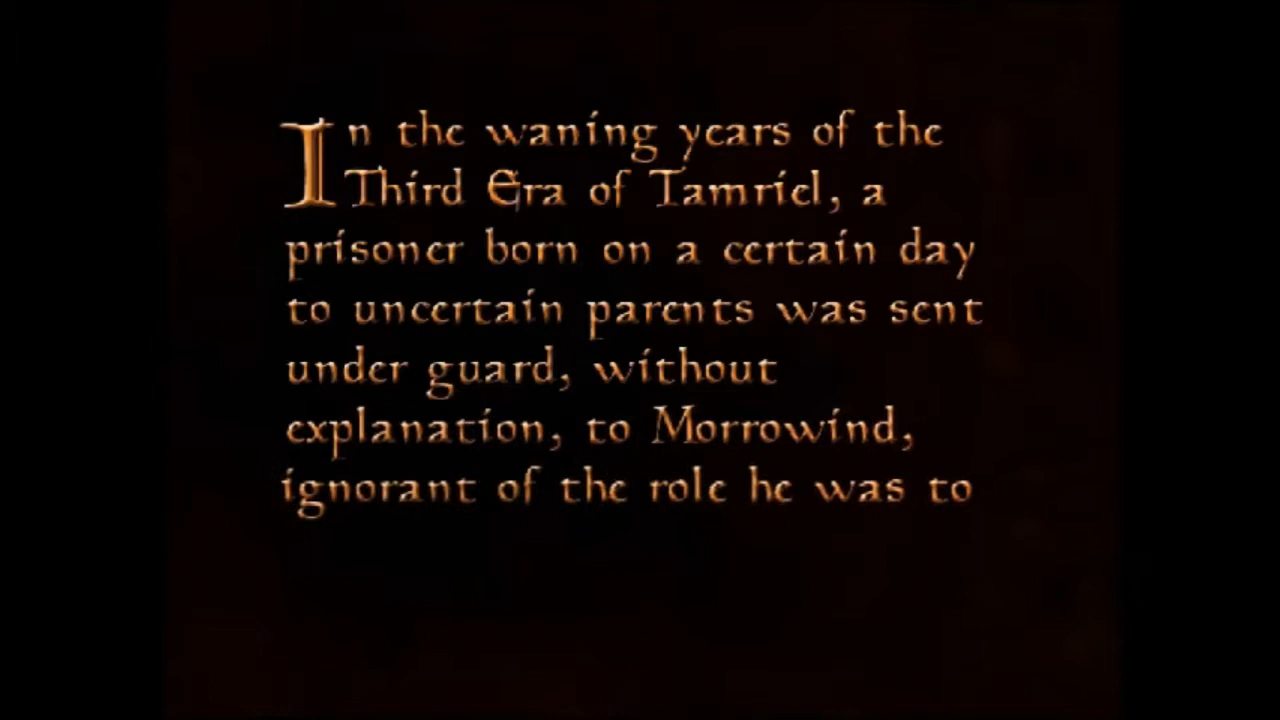 In the waning years of the
Third Era of Tamriel, a
prisoner born on a certain day
to uncertain parents was sent
under guard, without
explanation, to Morrowind,
ignorant of the role he was to